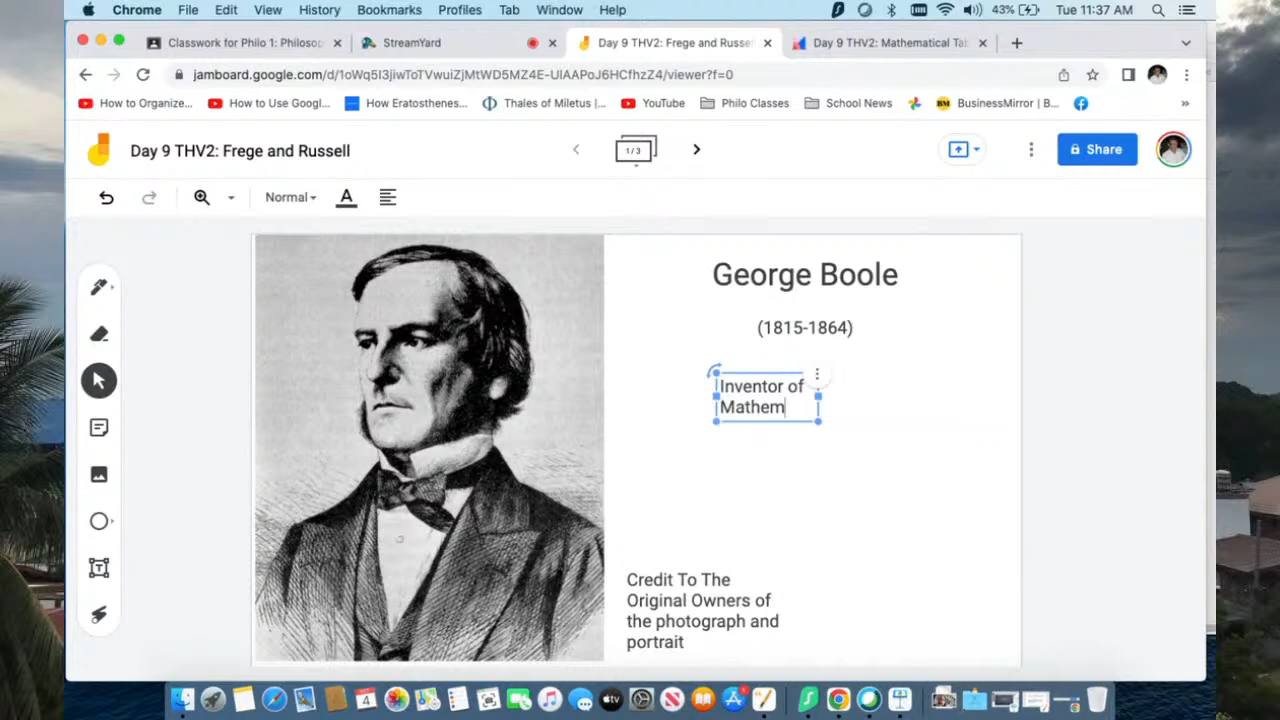 Chrome File Edit View History Bookmarks Profiles Tab Window Help 43% Tue 11:37 AM
Classwork for Philo 1: Philosop
StreamYard
Day 9 THV2: Frege and Russe
Day 9 THV2: Mathematical Tab
jamboard.google.com/d/1oWq5I3jiwToTVwuiZjMtWD5MZ4E-UIAAPoJ6HCfhzZ4/viewer?f=0
How to Organize...
How to Use Googl...
How Eratosthenes...
Thales of Miletus |...
YouTube
Philo Classes
School News
BusinessMirror | B...
Day 9 THV2: Frege and Russell
1 / 3
Share
Normal
George Boole
(1815-1864)
Inventor of
Mathem
Credit To The
Original Owners of
the photograph and
portrait